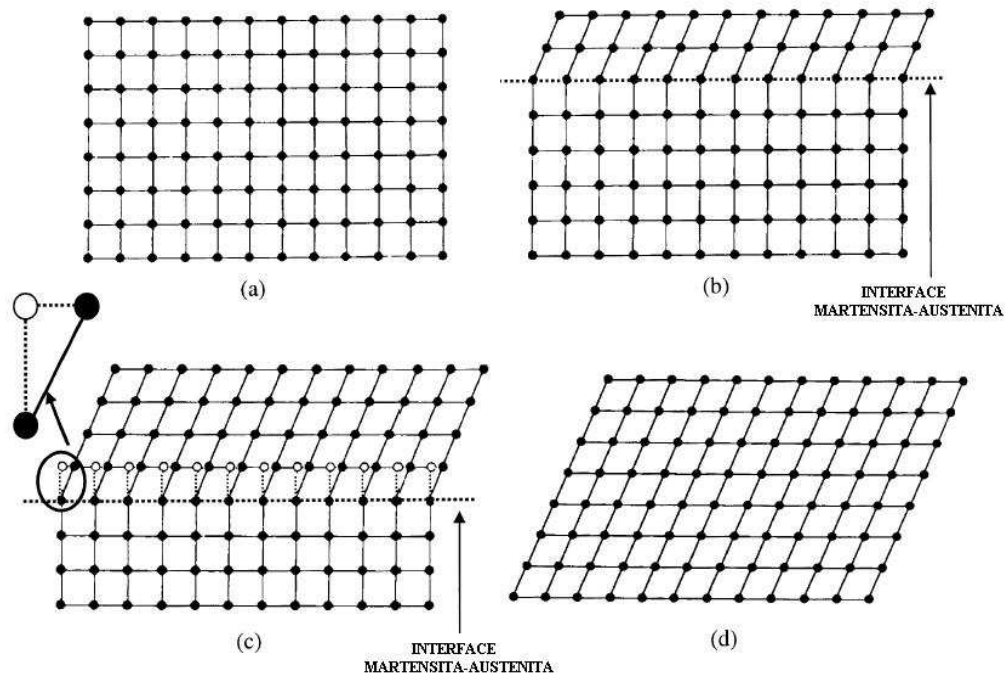 (a)
(b)
INTERFACE
MARTENSITA-AUSTENITA
(c)
INTERFACE
MARTENSITA-AUSTENITA
(d)